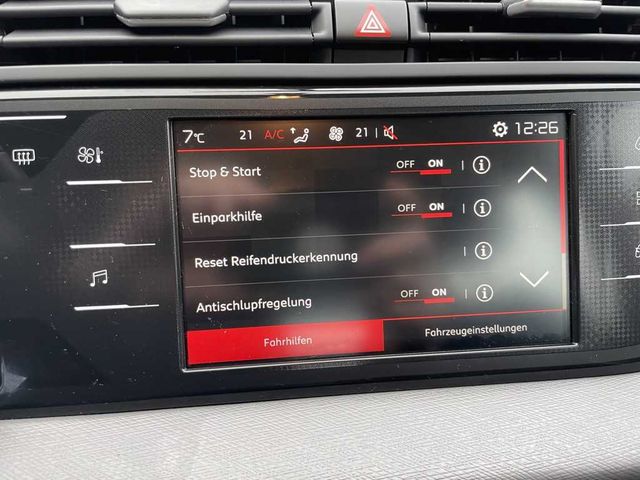 7°C 21 A/C 21 12:26
Stop & Start OFF ON i
Einparkhilfe OFF ON i
Reset Reifendruckerkennung i
Antischlupfregelung OFF ON i
Fahrhilfen Fahrzeugeinstellungen